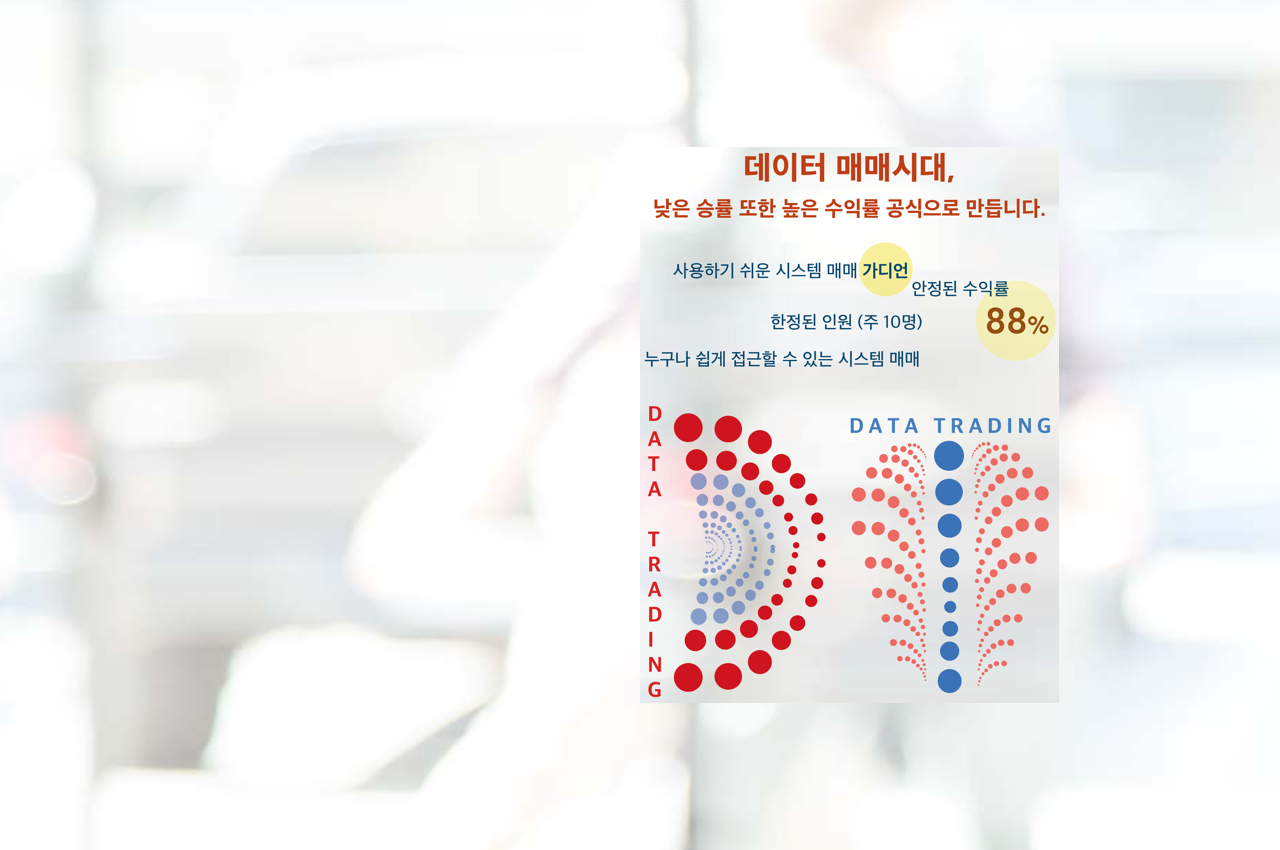 데이터 매매시대,
낮은 승률 또한 높은 수익률 공식으로 만듭니다.
사용하기 쉬운 시스템 매매 가디언
안정된 수익률
88%
한정된 인원 (주 10명)
누구나 쉽게 접근할 수 있는 시스템 매매
DATA TRADING
DATA TRADING